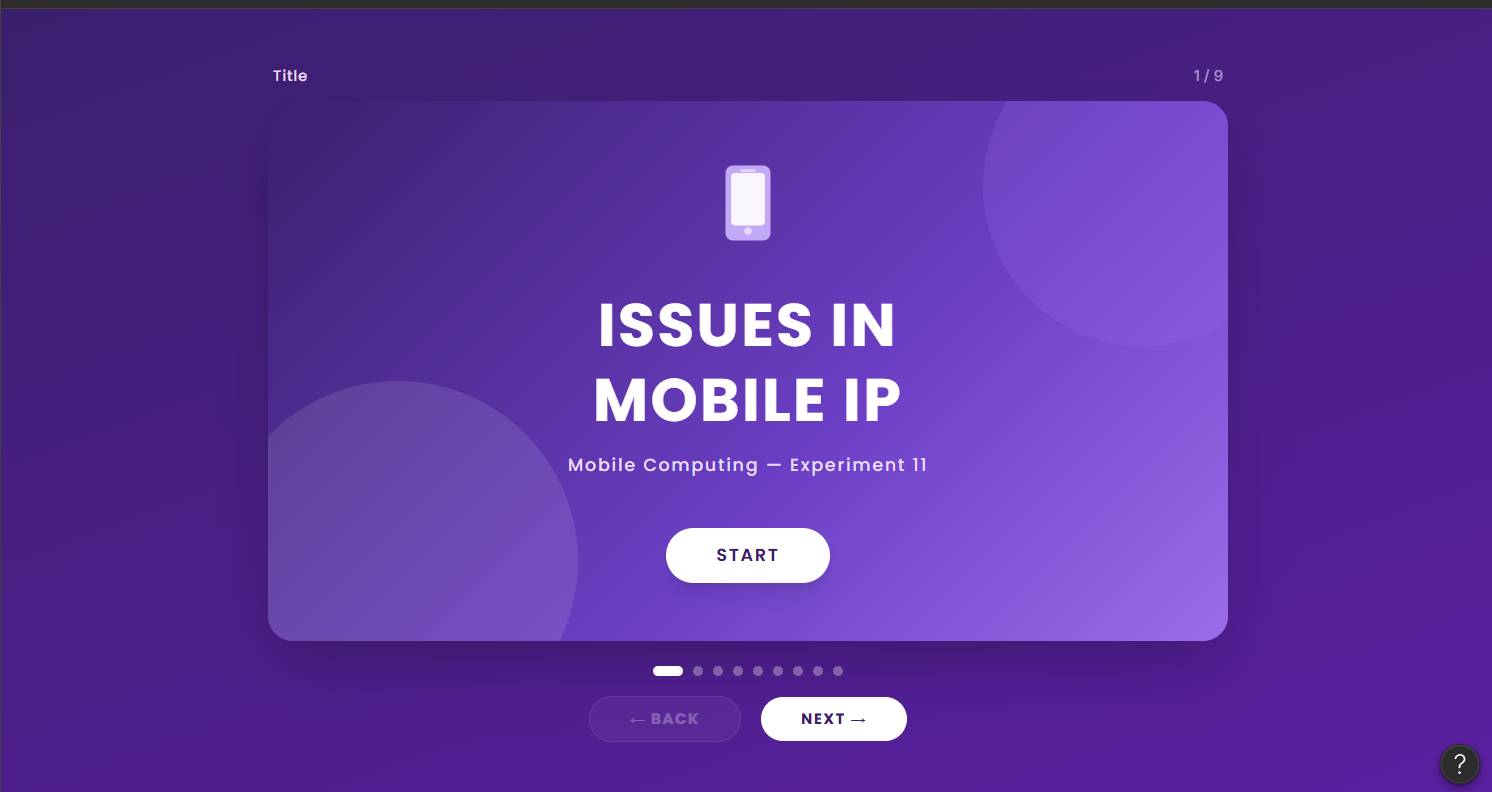 Title
1 / 9
ISSUES IN
MOBILE IP
Mobile Computing — Experiment 11
START
← BACK
NEXT →
?